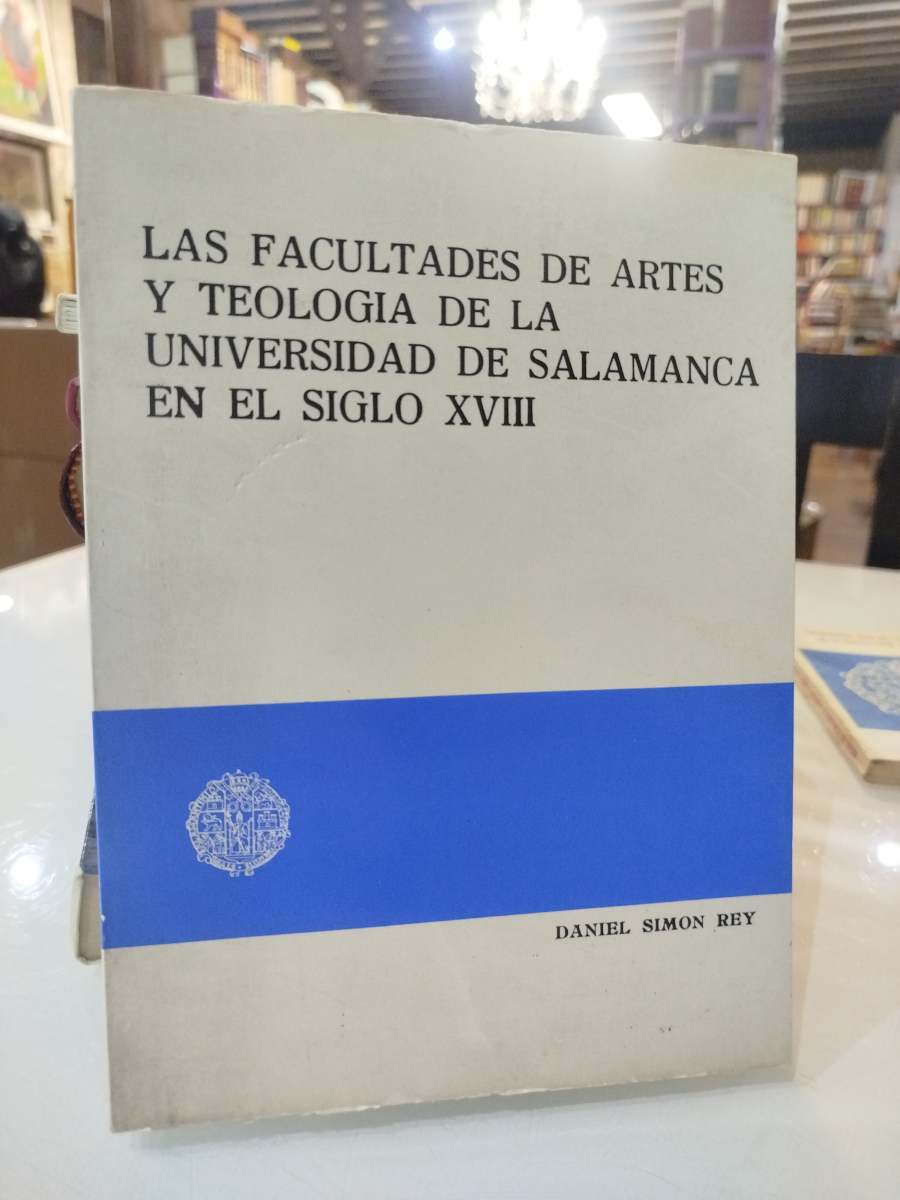 LAS FACULTADES DE ARTES
Y TEOLOGIA DE LA
UNIVERSIDAD DE SALAMANCA
EN EL SIGLO XVIII
DANIEL SIMON REY